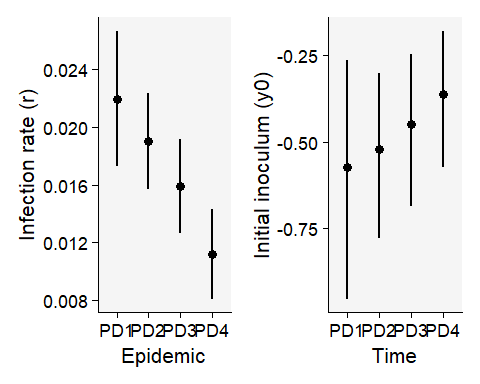 Infection rate (r)
0.024
0.020
0.016
0.012
0.008
PD1 PD2 PD3 PD4
Epidemic
Initial inoculum (y0)
-0.25
-0.50
-0.75
PD1 PD2 PD3 PD4
Time